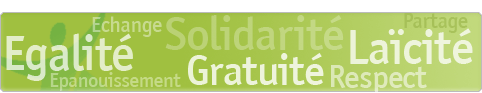 Echange Solidarité Partage
Egalité Laïcité
Epanouissement Gratuité Respect